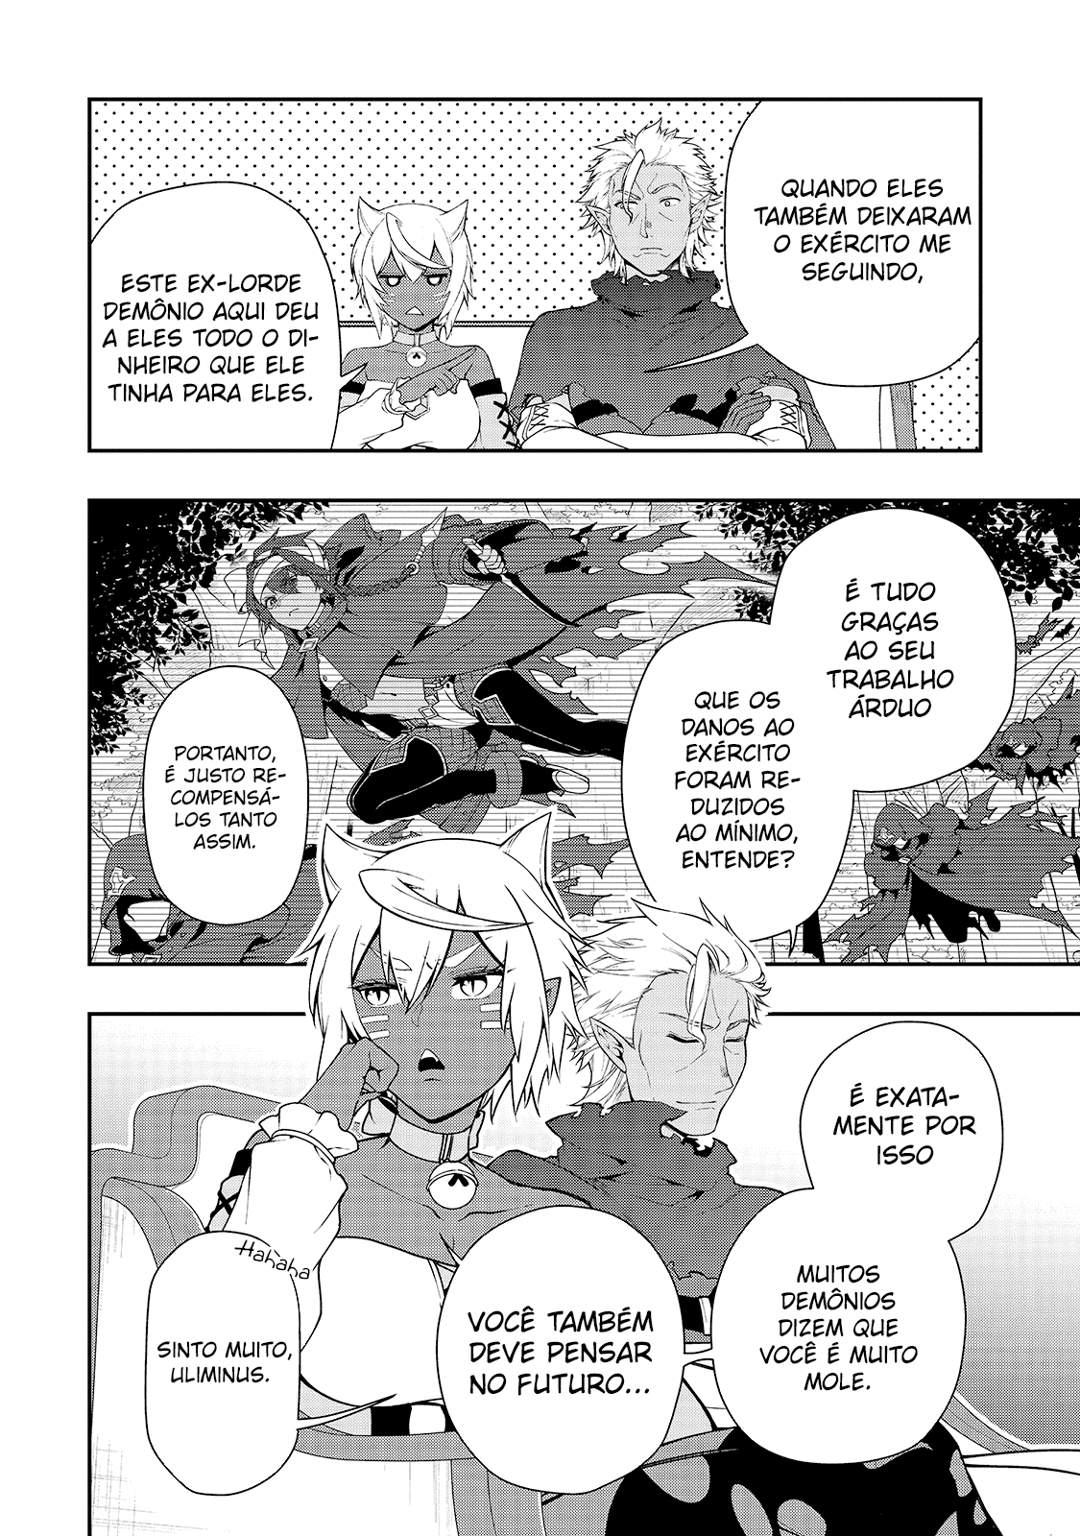 QUANDO ELES
TAMBÉM DEIXARAM
O EXÉRCITO ME
SEGUINDO,
ESTE EX-LORDE
DEMÔNIO AQUI DEU
A ELES TODO O DI-
NHEIRO QUE ELE
TINHA PARA ELES.
É TUDO
GRAÇAS
AO SEU
TRABALHO
ÁRDUO
QUE OS
DANOS AO
EXÉRCITO
FORAM RE-
DUZIDOS
AO MÍNIMO,
ENTENDE?
PORTANTO,
É JUSTO RE-
COMPENSÁ-
LOS TANTO
ASSIM.
É EXATA-
MENTE POR
ISSO
MUITOS
DEMÔNIOS
DIZEM QUE
VOCÊ É MUITO
MOLE.
VOCÊ TAMBÉM
DEVE PENSAR
NO FUTURO...
Hahaha
SINTO MUITO,
ULIMINUS.